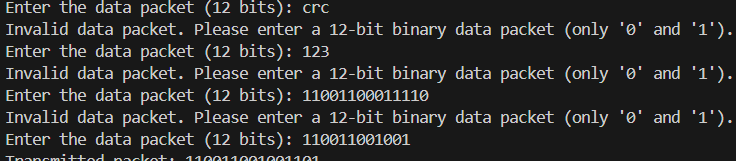 Enter the data packet (12 bits): crc
Invalid data packet. Please enter a 12-bit binary data packet (only '0' and '1').
Enter the data packet (12 bits): 123
Invalid data packet. Please enter a 12-bit binary data packet (only '0' and '1').
Enter the data packet (12 bits): 11001100011110
Invalid data packet. Please enter a 12-bit binary data packet (only '0' and '1').
Enter the data packet (12 bits): 110011001001
Transmitted packet: 110011001001101